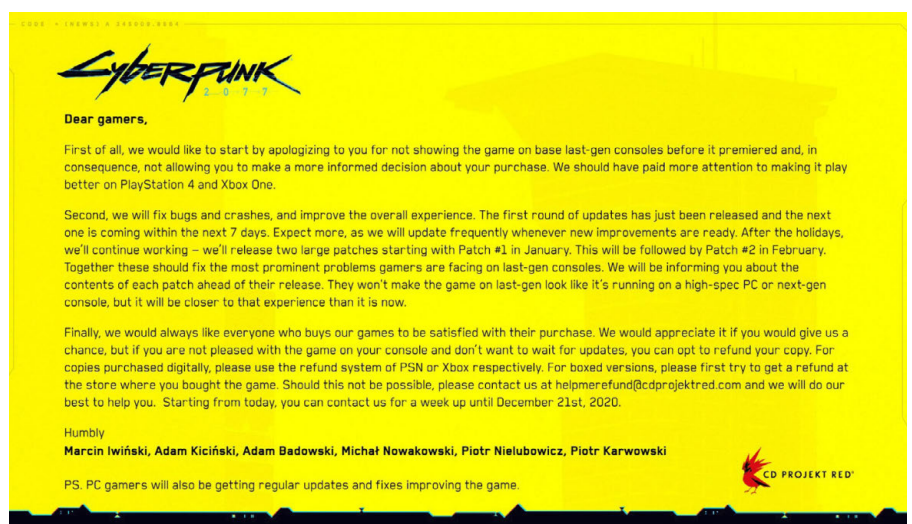 CYBERPUNK
2.0.7.7
Dear gamers,
First of all, we would like to start by apologizing to you for not showing the game on base last-gen consoles before it premiered and, in
consequence, not allowing you to make a more informed decision about your purchase. We should have paid more attention to making it play
better on PlayStation 4 and Xbox One.
Second, we will fix bugs and crashes, and improve the overall experience. The first round of updates has just been released and the next
one is coming within the next 7 days. Expect more, as we will update frequently whenever new improvements are ready. After the holidays,
we'll continue working – we'll release two large patches starting with Patch #1 in January. This will be followed by Patch #2 in February.
Together these should fix the most prominent problems gamers are facing on last-gen consoles. We will be informing you about the
contents of each patch ahead of their release. They won't make the game on last-gen look like it's running on a high-spec PC or next-gen
console, but it will be closer to that experience than it is now.
Finally, we would always like everyone who buys our games to be satisfied with their purchase. We would appreciate it if you would give us a
chance, but if you are not pleased with the game on your console and don't want to wait for updates, you can opt to refund your copy. For
copies purchased digitally, please use the refund system of PSN or Xbox respectively. For boxed versions, please first try to get a refund at
the store where you bought the game. Should this not be possible, please contact us at helpmerefund@cdprojektred.com and we will do our
best to help you. Starting from today, you can contact us for a week up until December 21st, 2020.
Humbly
Marcin Iwiński, Adam Kiciński, Adam Badowski, Michał Nowakowski, Piotr Nielubowicz, Piotr Karwowski
CD PROJEKT RED®
PS. PC gamers will also be getting regular updates and fixes improving the game.